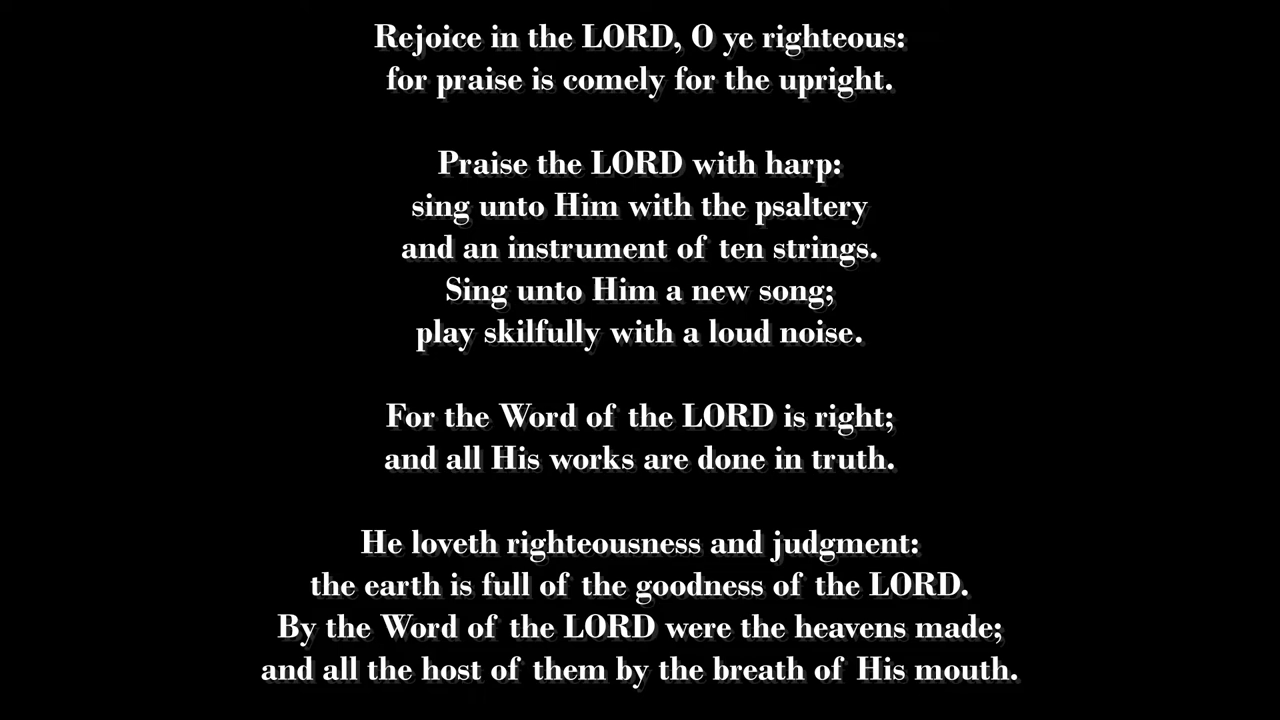 Rejoice in the LORD, O ye righteous:
for praise is comely for the upright.
Praise the LORD with harp:
sing unto Him with the psaltery
and an instrument of ten strings.
Sing unto Him a new song;
play skilfully with a loud noise.
For the Word of the LORD is right;
and all His works are done in truth.
He loveth righteousness and judgment:
the earth is full of the goodness of the LORD.
By the Word of the LORD were the heavens made;
and all the host of them by the breath of His mouth.